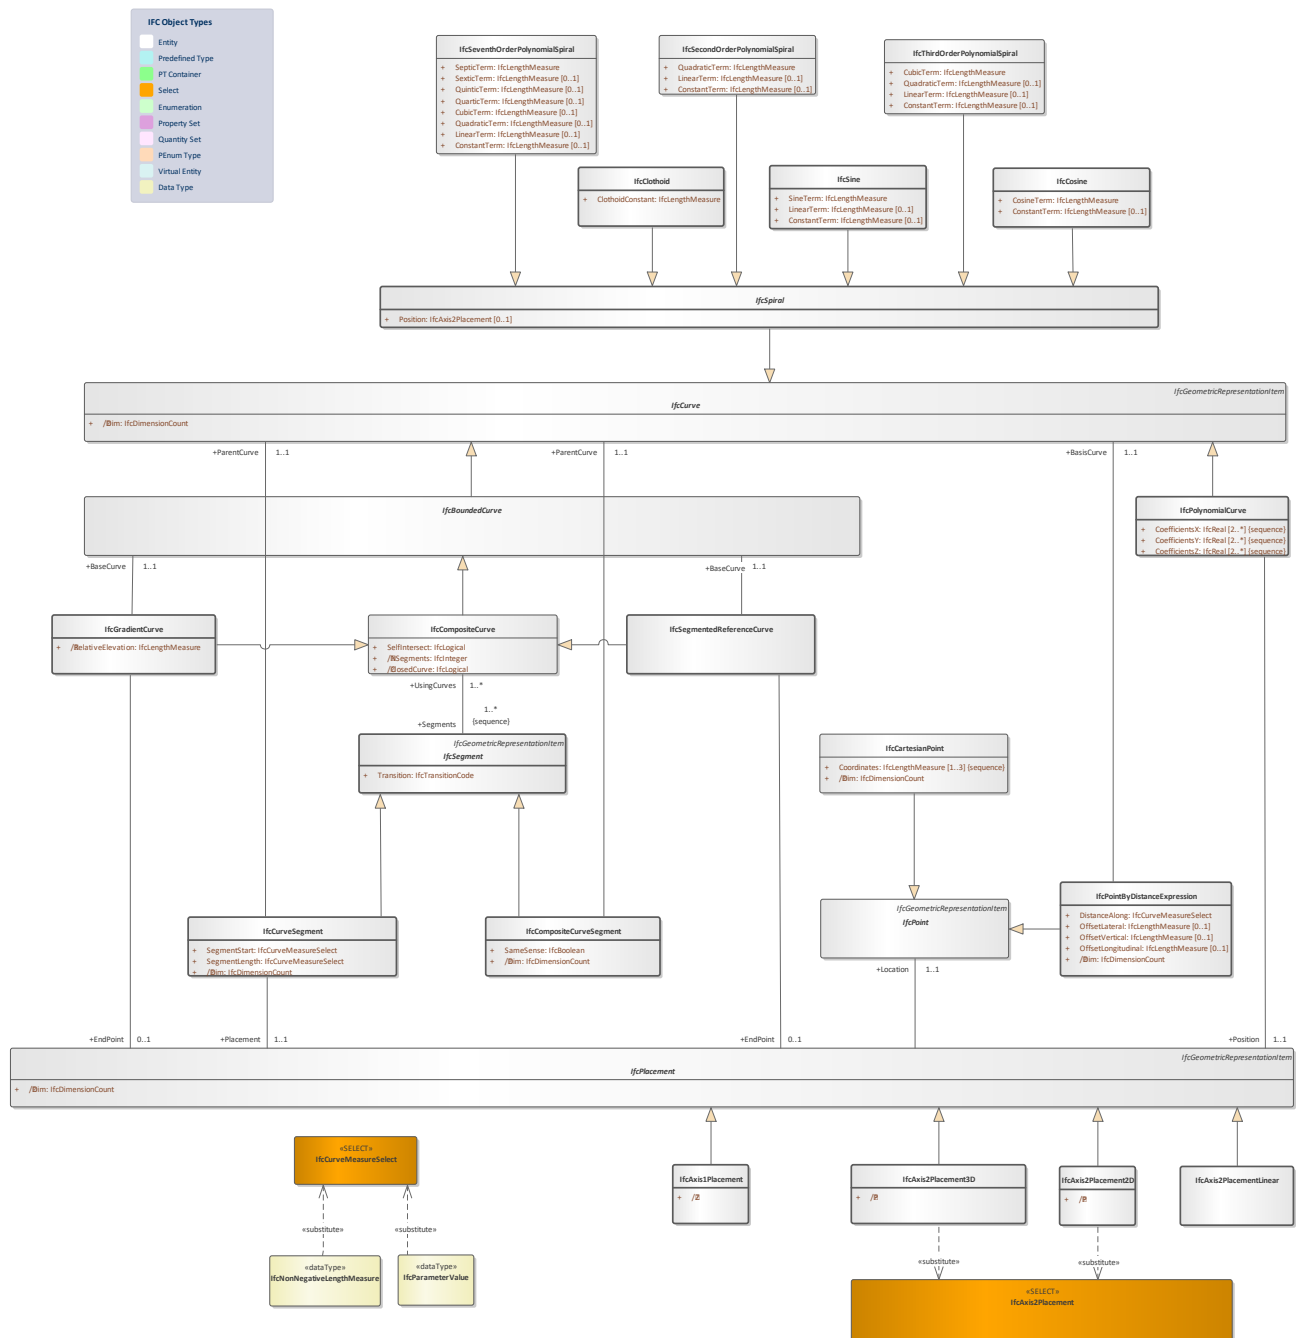 IFC Object Types
Entity
Predefined Type
PT Container
Select
Enumeration
Property Set
Quantity Set
PEnum Type
Virtual Entity
Data Type
IfcSeventhOrderPolynomialSpiral
+ SepticTerm: IfcLengthMeasure
+ SexticTerm: IfcLengthMeasure [0..1]
+ QuinticTerm: IfcLengthMeasure [0..1]
+ QuarticTerm: IfcLengthMeasure [0..1]
+ CubicTerm: IfcLengthMeasure [0..1]
+ QuadraticTerm: IfcLengthMeasure [0..1]
+ LinearTerm: IfcLengthMeasure [0..1]
+ ConstantTerm: IfcLengthMeasure [0..1]
IfcSecondOrderPolynomialSpiral
+ QuadraticTerm: IfcLengthMeasure
+ LinearTerm: IfcLengthMeasure [0..1]
+ ConstantTerm: IfcLengthMeasure [0..1]
IfcThirdOrderPolynomialSpiral
+ CubicTerm: IfcLengthMeasure
+ QuadraticTerm: IfcLengthMeasure [0..1]
+ LinearTerm: IfcLengthMeasure [0..1]
+ ConstantTerm: IfcLengthMeasure [0..1]
IfcClothoid
+ ClothoidConstant: IfcLengthMeasure
IfcSine
+ SineTerm: IfcLengthMeasure
+ LinearTerm: IfcLengthMeasure [0..1]
+ ConstantTerm: IfcLengthMeasure [0..1]
IfcCosine
+ CosineTerm: IfcLengthMeasure
+ ConstantTerm: IfcLengthMeasure [0..1]
IfcSpiral
+ Position: IfcAxis2Placement [0..1]
IfcGeometricRepresentationItem
IfcCurve
+ /Dim: IfcDimensionCount
+ParentCurve 1..1
+ParentCurve 1..1
+BasisCurve 1..1
IfcBoundedCurve
IfcPolynomialCurve
+ CoefficientsX: IfcReal [2..*] {sequence}
+ CoefficientsY: IfcReal [2..*] {sequence}
+ CoefficientsZ: IfcReal [2..*] {sequence}
+BaseCurve 1..1
+BaseCurve 1..1
IfcGradientCurve
+ /RelativeElevation: IfcLengthMeasure
IfcCompositeCurve
+ SelfIntersect: IfcLogical
+ /NSegments: IfcInteger
+ /ClosedCurve: IfcLogical
IfcSegmentedReferenceCurve
+UsingCurves 1..*
1..*
{sequence}
+Segments
IfcGeometricRepresentationItem
IfcSegment
+ Transition: IfcTransitionCode
IfcCartesianPoint
+ Coordinates: IfcLengthMeasure [1..3] {sequence}
+ /Dim: IfcDimensionCount
IfcCurveSegment
+ SegmentStart: IfcCurveMeasureSelect
+ SegmentLength: IfcCurveMeasureSelect
+ /Dim: IfcDimensionCount
IfcCompositeCurveSegment
+ SameSense: IfcBoolean
+ /Dim: IfcDimensionCount
IfcGeometricRepresentationItem
IfcPoint
IfcPointByDistanceExpression
+ DistanceAlong: IfcCurveMeasureSelect
+ OffsetLateral: IfcLengthMeasure [0..1]
+ OffsetVertical: IfcLengthMeasure [0..1]
+ OffsetLongitudinal: IfcLengthMeasure [0..1]
+ /Dim: IfcDimensionCount
+Location 1..1
+EndPoint 0..1
+Placement 1..1
+EndPoint 0..1
+Position 1..1
IfcGeometricRepresentationItem
IfcPlacement
+ /Dim: IfcDimensionCount
«SELECT»
IfcCurveMeasureSelect
IfcAxis1Placement
+ /Z
IfcAxis2Placement3D
+ /P
IfcAxis2Placement2D
+ /P
IfcAxis2PlacementLinear
«substitute»
«substitute»
«substitute»
«substitute»
«dataType»
IfcNonNegativeLengthMeasure
«dataType»
IfcParameterValue
«SELECT»
IfcAxis2Placement